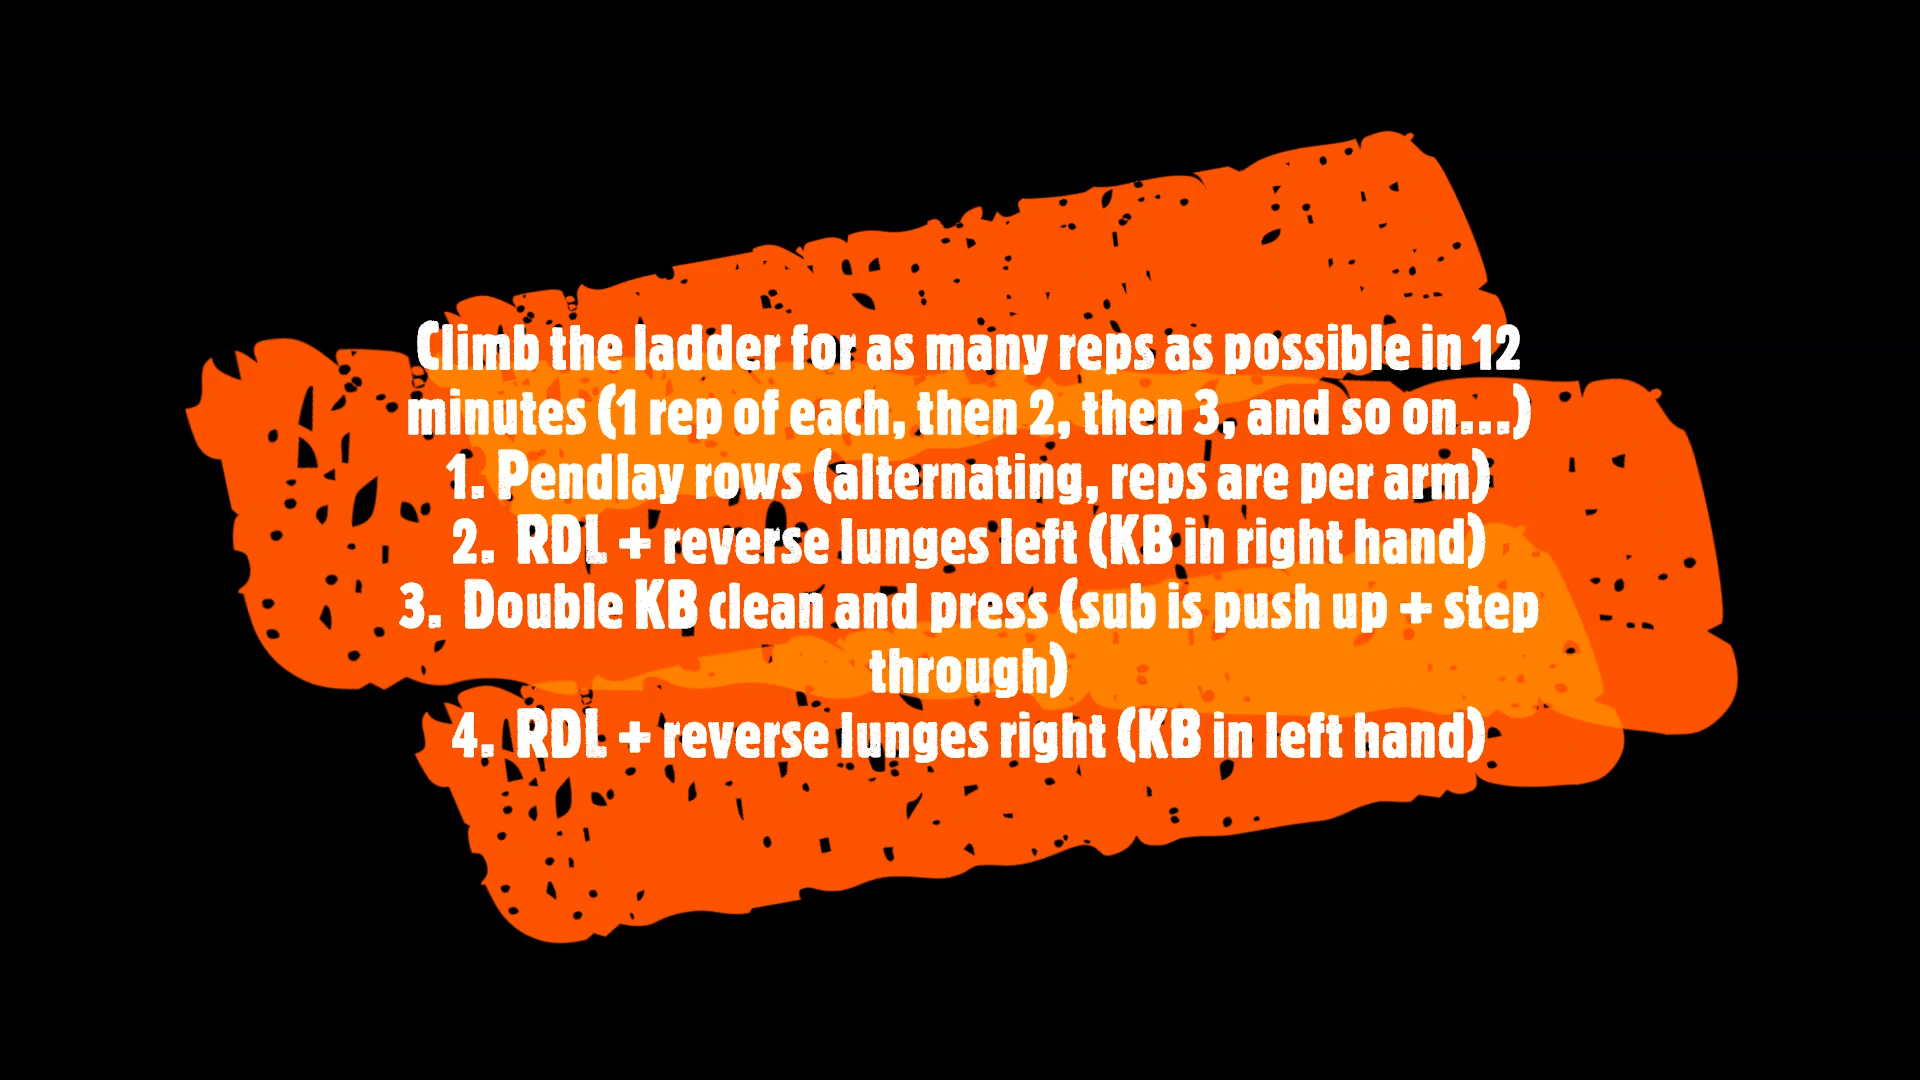 Climb the ladder for as many reps as possible in 12
minutes (1 rep of each, then 2, then 3, and so on...)
1. Pendlay rows (alternating, reps are per arm)
2. RDL + reverse lunges left (KB in right hand)
3. Double KB clean and press (sub is push up + step
through)
4. RDL + reverse lunges right (KB in left hand)